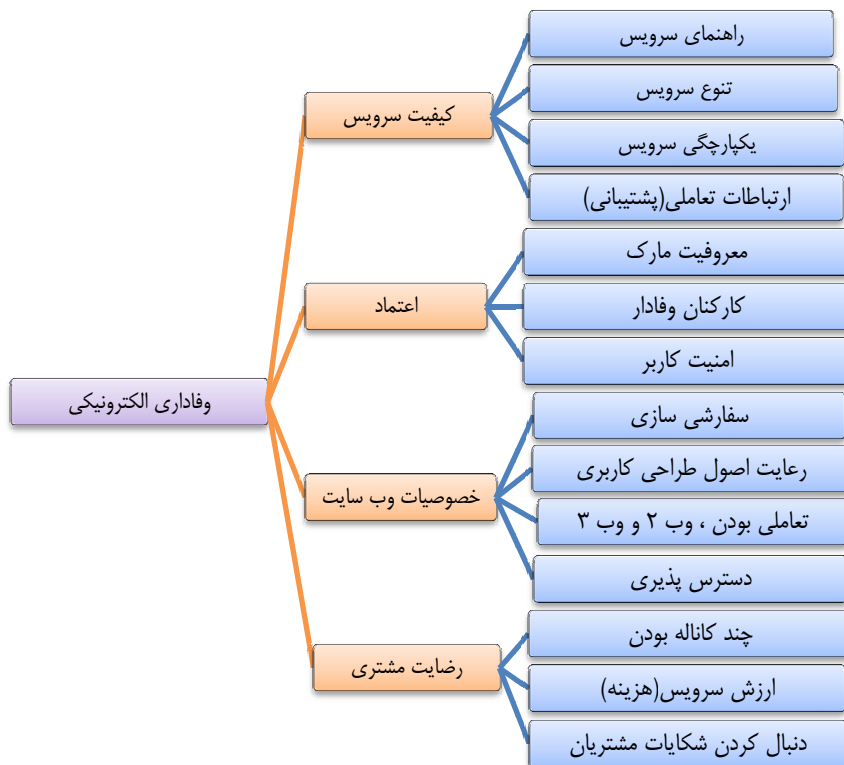 راهنمای سرویس
تنوع سرویس
کیفیت سرویس
یکپارچگی سرویس
ارتباطات تعاملی(پشتیبانی)
معروفیت مارک
اعتماد
کارکنان وفادار
امنیت کاربر
وفاداری الکترونیکی
سفارشی سازی
رعایت اصول طراحی کاربری
خصوصیات وب سایت
تعاملی بودن ، وب ۲ و وب ۳
دسترس پذیری
چند کاناله بودن
رضایت مشتری
ارزش سرویس(هزینه)
دنبال کردن شکایات مشتریان